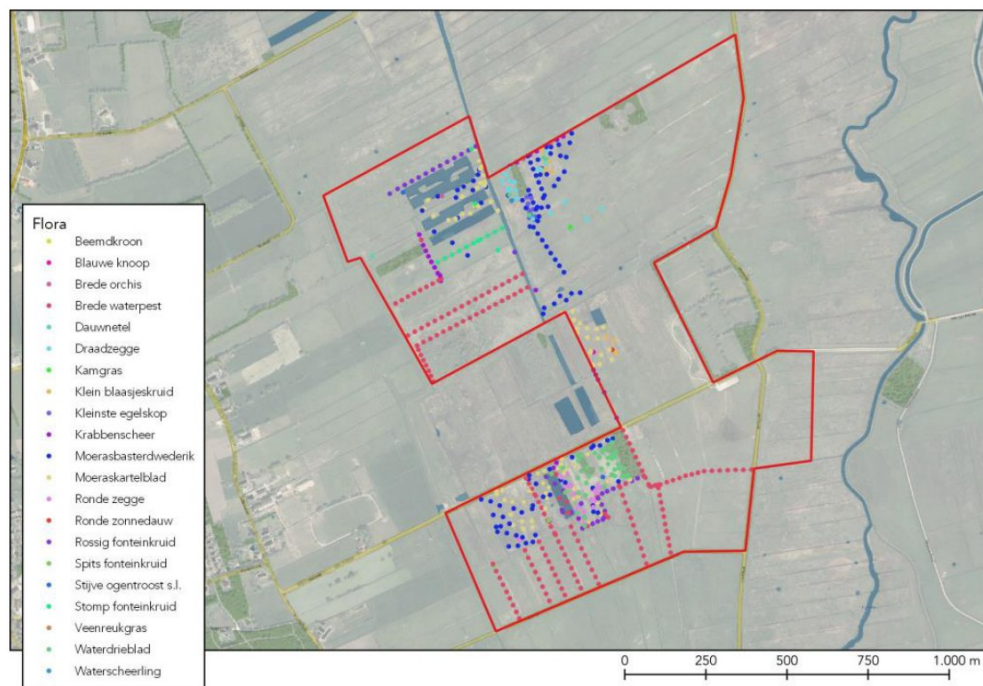 Flora
Beemdkroon
Blauwe knoop
Brede orchis
Brede waterpest
Dauwnetel
Draadzegge
Kamgras
Klein blaasjeskruid
Kleinste egelskop
Krabbenscheer
Moerasbasterdwederik
Moeraskartelblad
Ronde zegge
Ronde zonnedauw
Rossig fonteinkruid
Spits fonteinkruid
Stijve ogentroost s.l.
Stomp fonteinkruid
Veenreukgras
Waterdrieblad
Waterscheerling
0 250 500 750 1.000 m